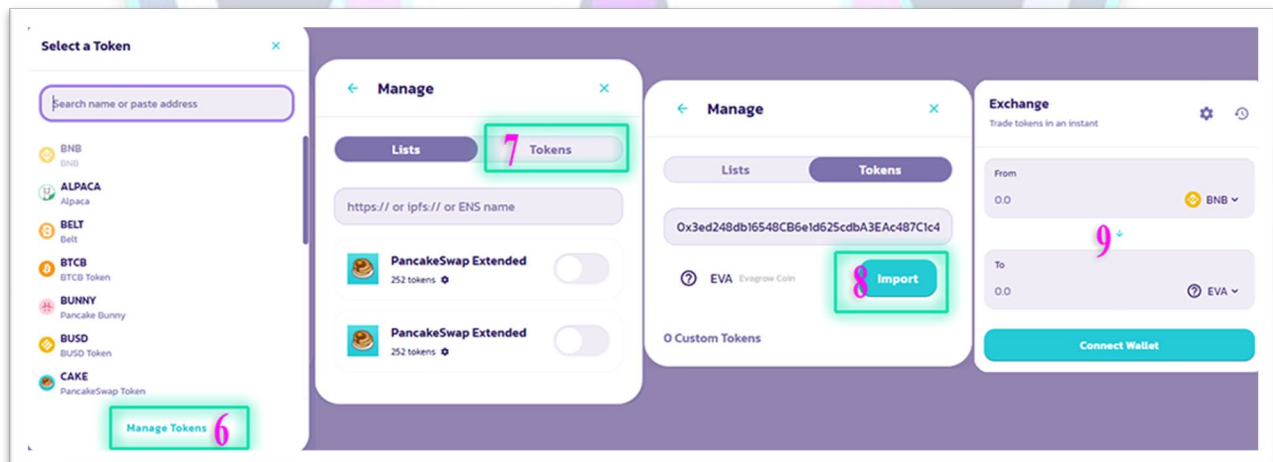 Select a Token
Search name or paste address
BNB
BNB
ALPACA
Alpaca
BELT
Belt
BTCB
BTCB Token
BUNNY
Pancake Bunny
BUSD
BUSD Token
CAKE
PancakeSwap Token
Manage Tokens 6
Manage
Lists 7 Tokens
https:// or ipfs:// or ENS name
PancakeSwap Extended
252 tokens
PancakeSwap Extended
252 tokens
Manage
Lists Tokens
0x3ed248db16548CB6e1d625cdbA3EAc487C1c4
EVA Evagrow Coin 8 Import
0 Custom Tokens
Exchange
Trade tokens in an instant
From
0.0 BNB
9
To
0.0 EVA
Connect Wallet